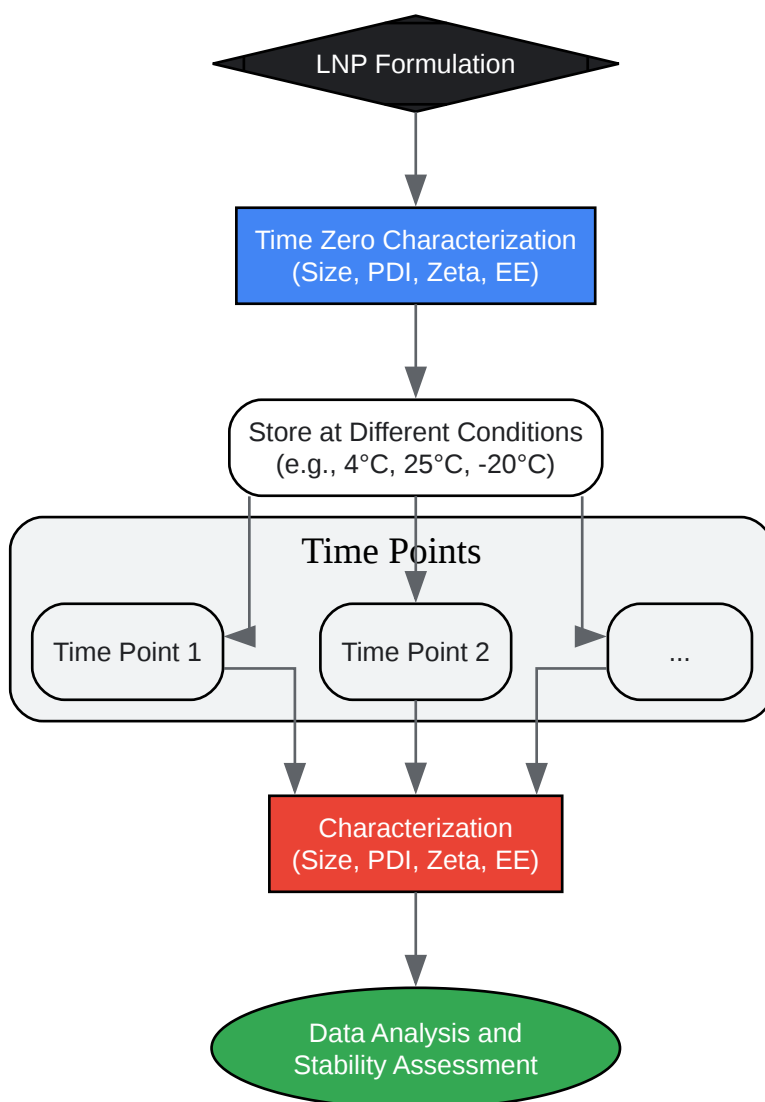 LNP Formulation
Time Zero Characterization
(Size, PDI, Zeta, EE)
Store at Different Conditions
(e.g., 4°C, 25°C, -20°C)
Time Points
Time Point 1
Time Point 2
...
Characterization
(Size, PDI, Zeta, EE)
Data Analysis and
Stability Assessment